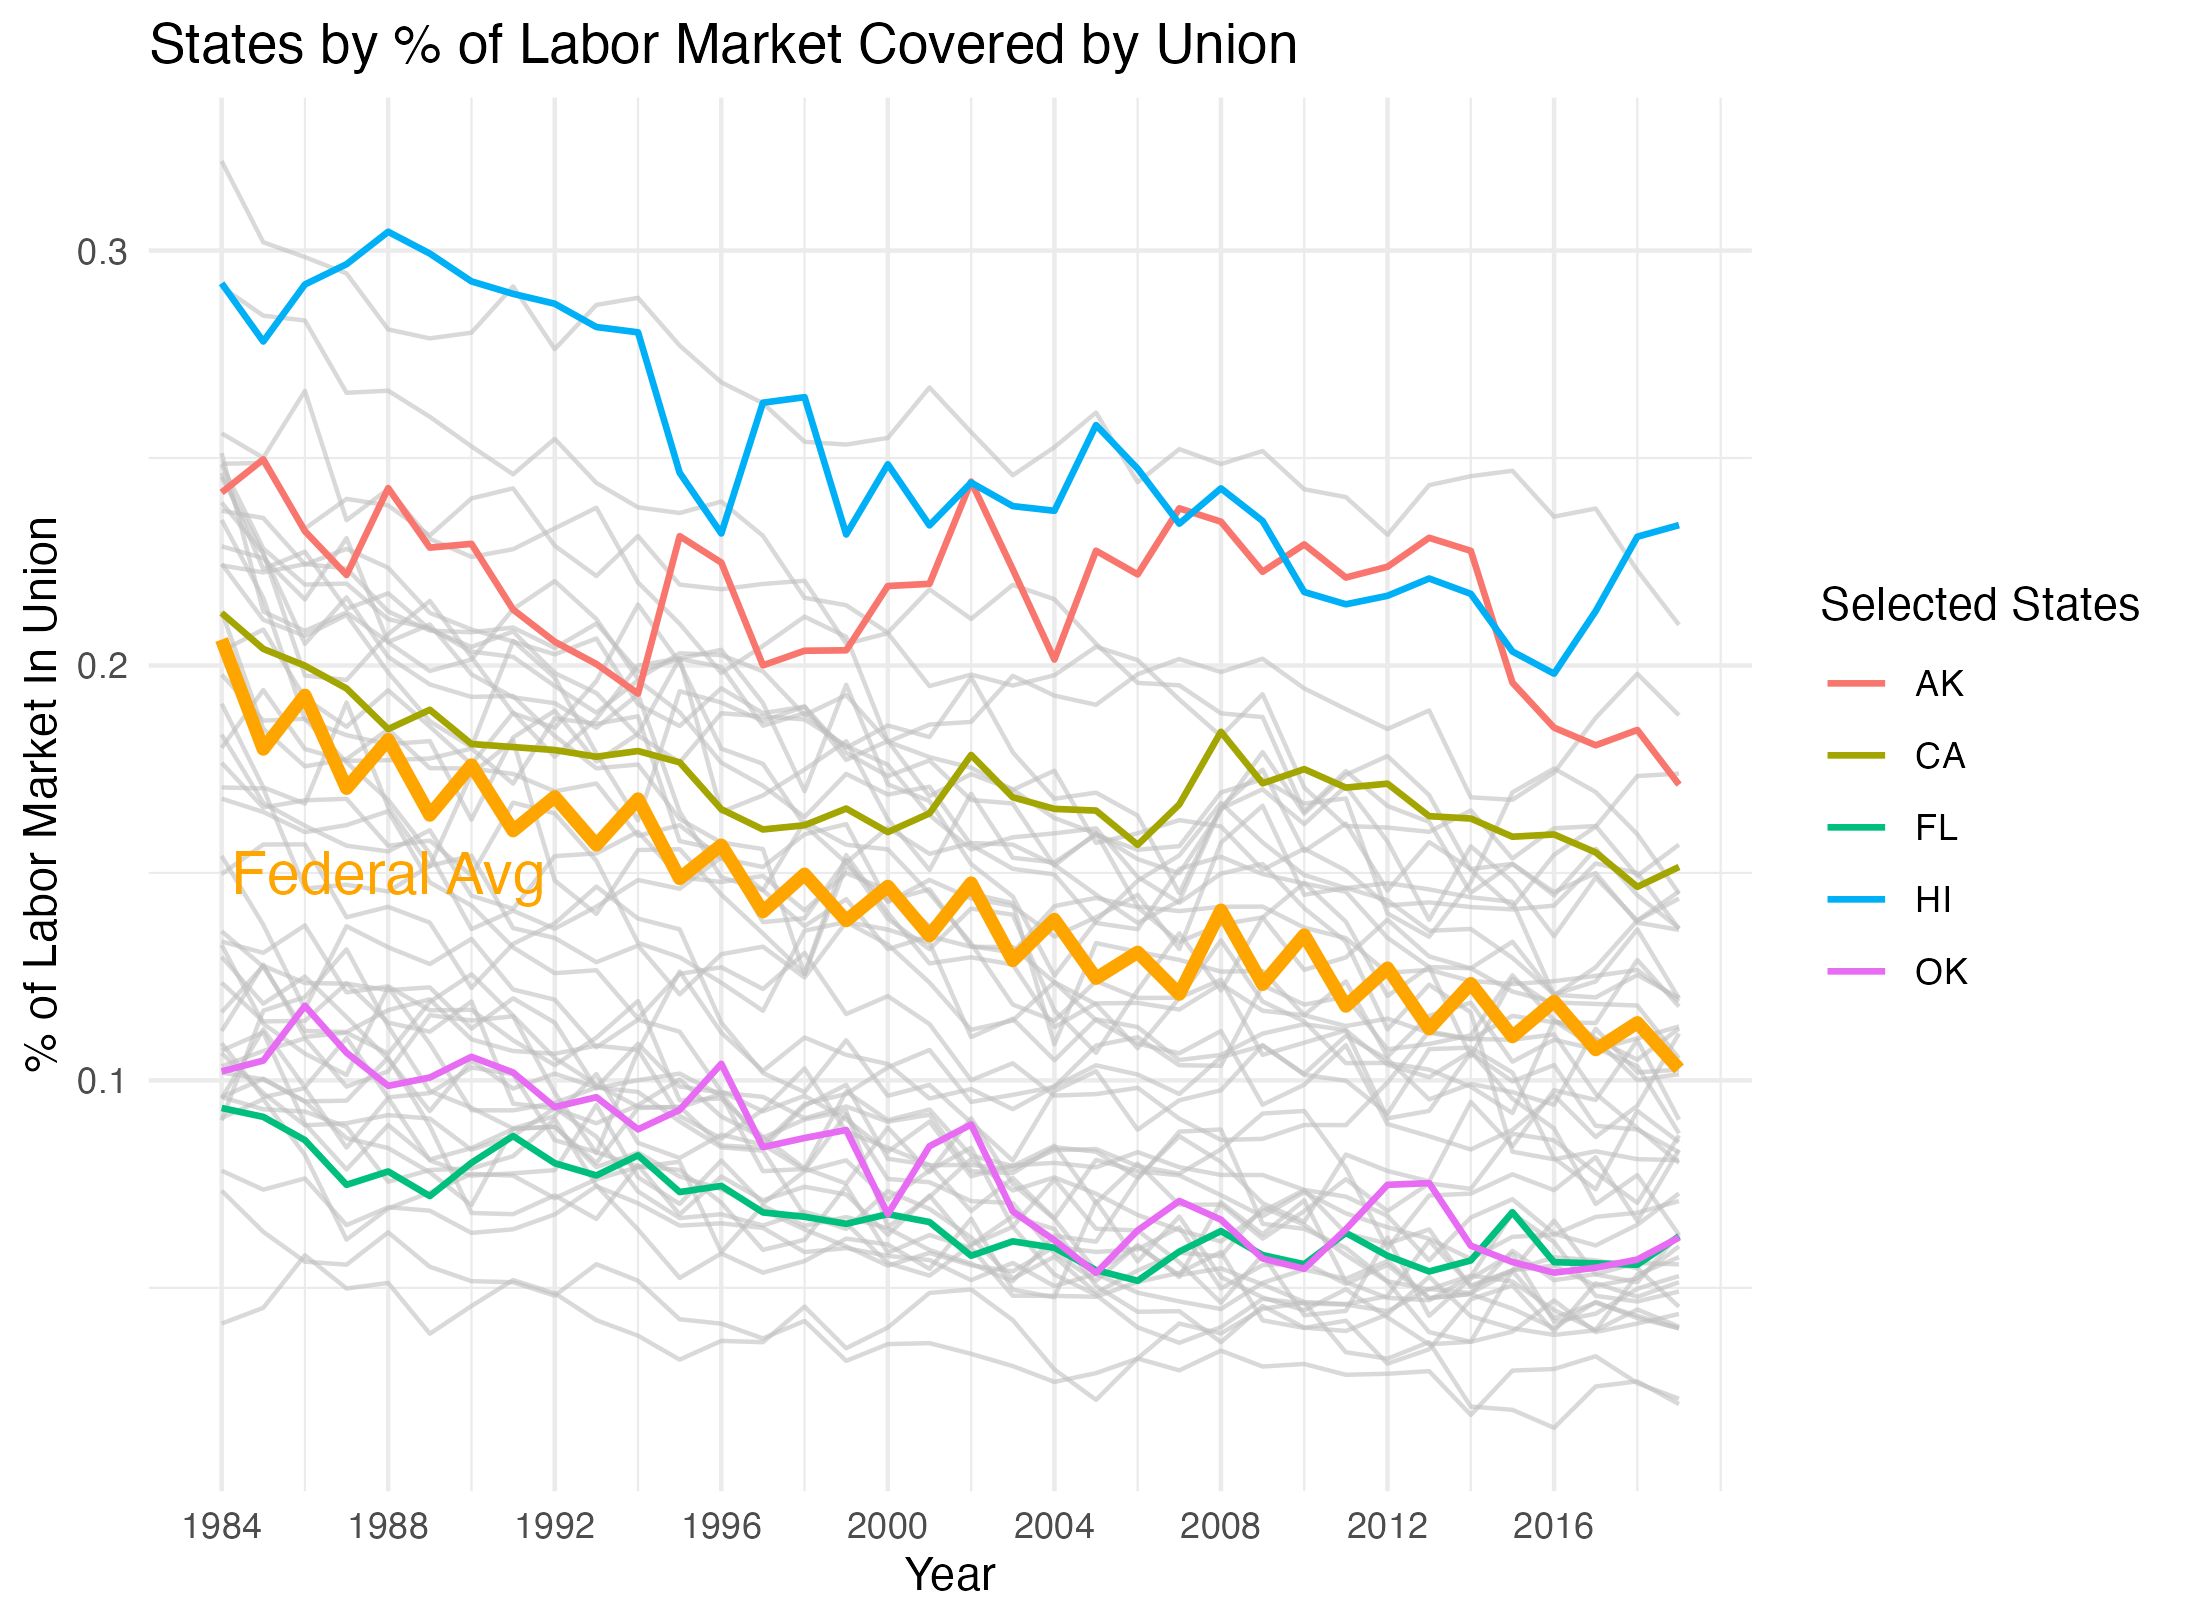 States by % of Labor Market Covered by Union
% of Labor Market In Union
0.3
0.2
0.1
Federal Avg
1984 1988 1992 1996 2000 2004 2008 2012 2016
Year
Selected States
AK
CA
FL
HI
OK